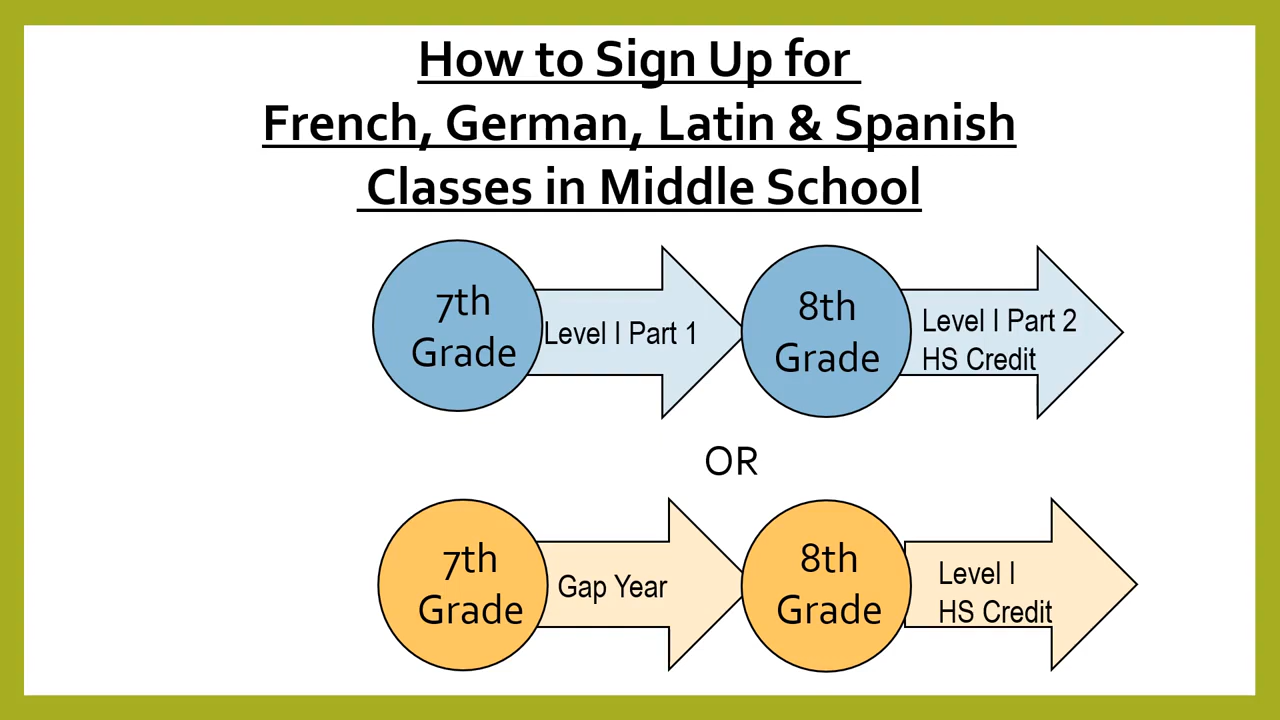 How to Sign Up for
French, German, Latin & Spanish
Classes in Middle School
7th
Grade
Level I Part 1
8th
Grade
Level I Part 2
HS Credit
OR
7th
Grade
Gap Year
8th
Grade
Level I
HS Credit